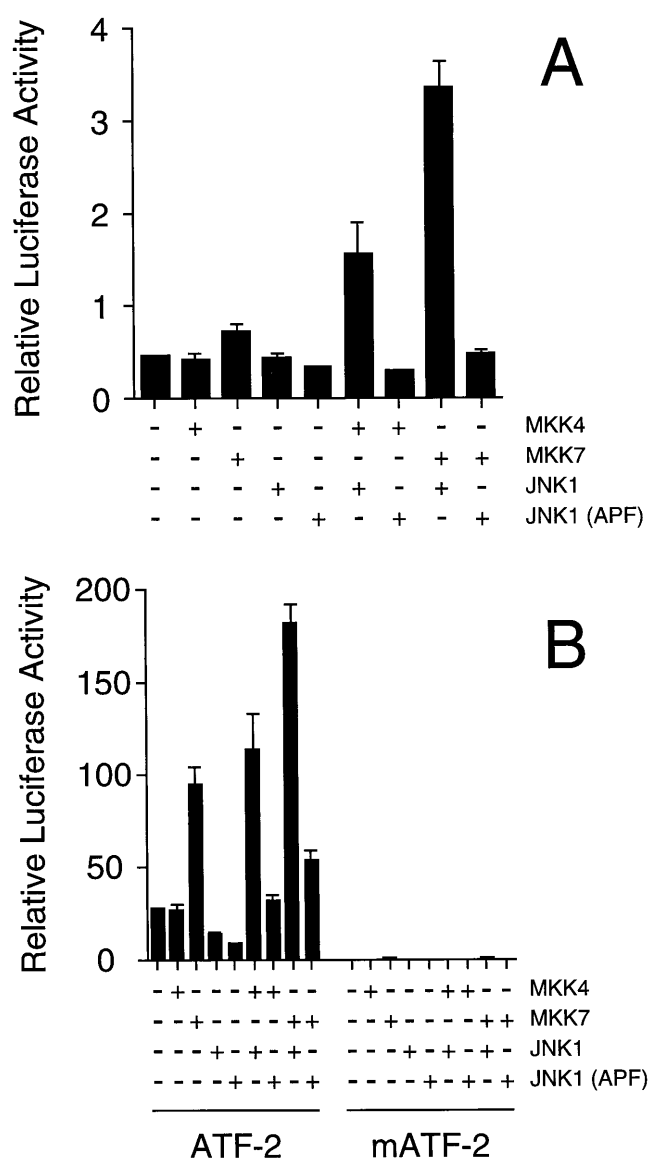 A
Relative Luciferase Activity
4
3
2
1
0
- + - - - + + - - MKK4
- - + - - - - + + MKK7
- - - + - + - + - JNK1
- - - - + - + - + JNK1 (APF)
B
Relative Luciferase Activity
200
150
100
50
0
- + - - - + + - - - + - - - + + - - MKK4
- - + - - - - + + - - + - - - - + + MKK7
- - - + - + - + - - - - + - + - + - JNK1
- - - - + - + - + - - - - + - + - + JNK1 (APF)
ATF-2 mATF-2